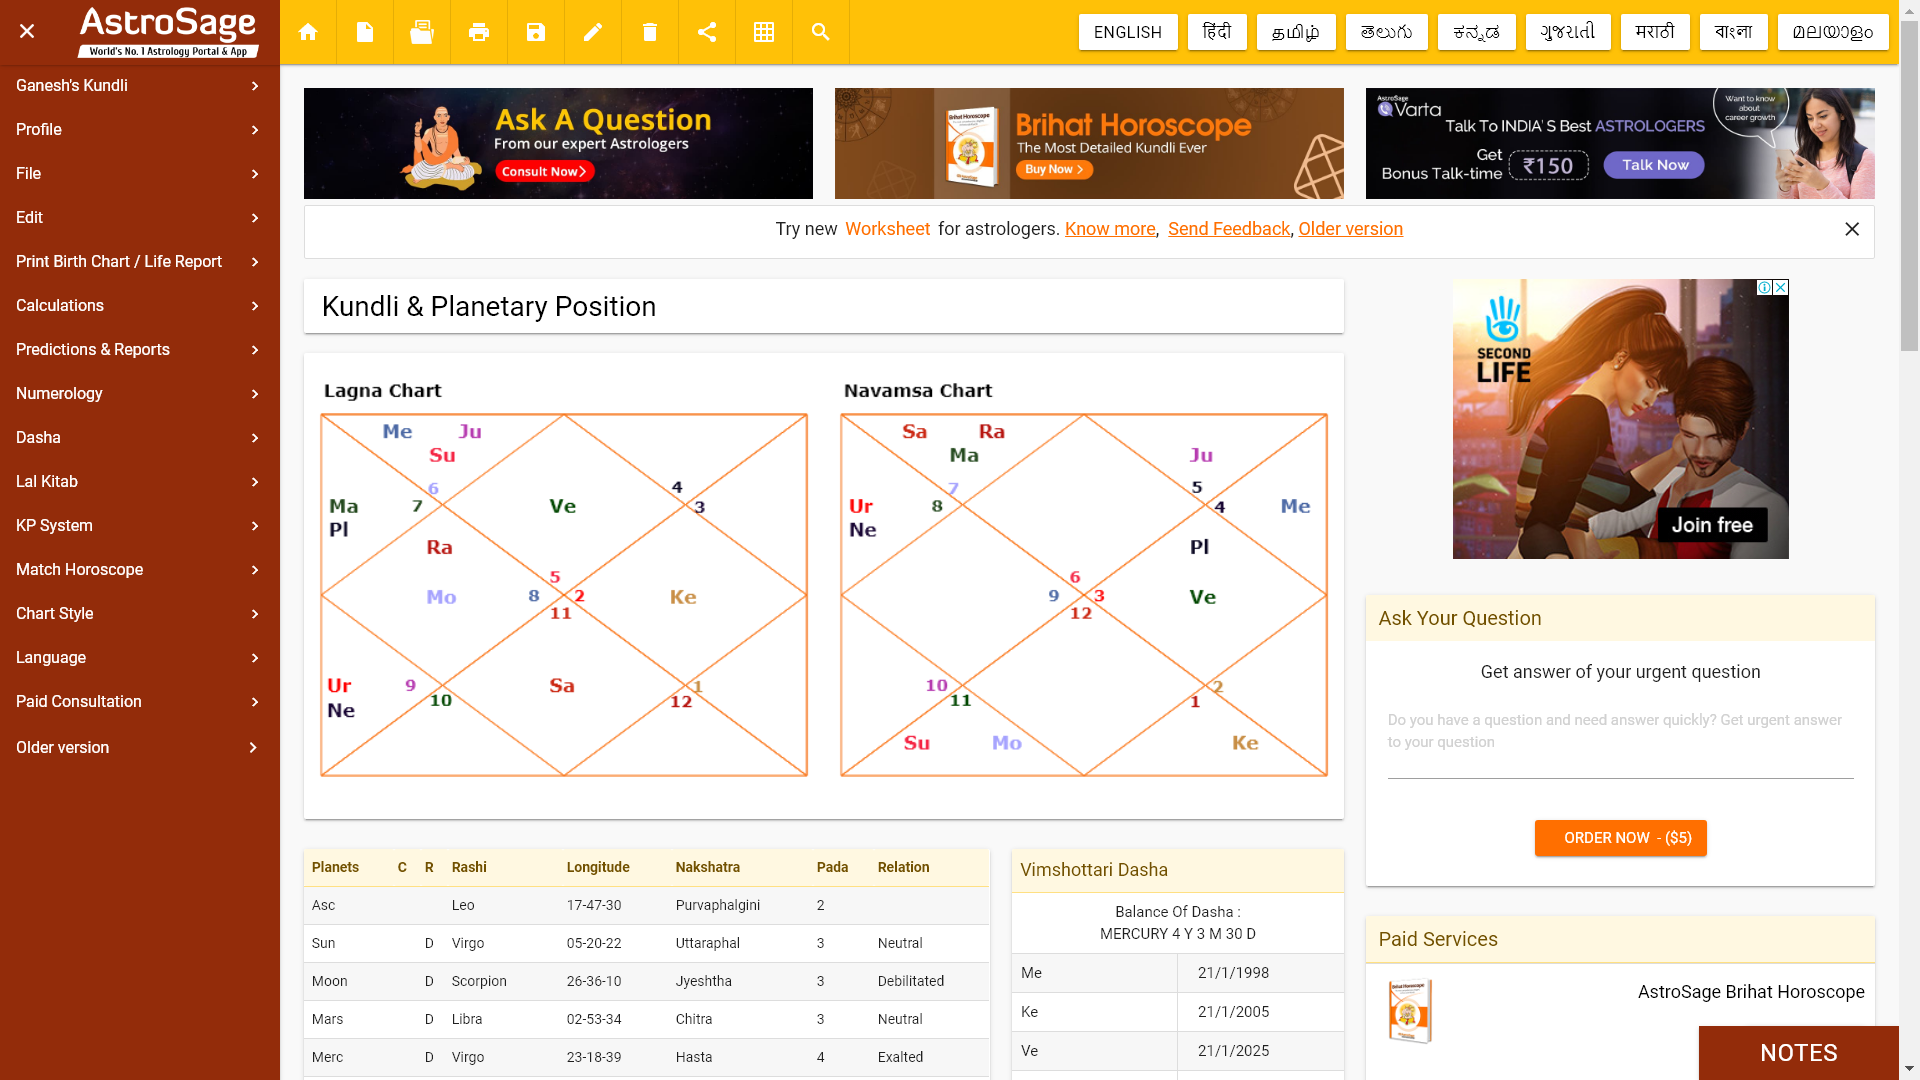 AstroSage
World's No. 1 Astrology Portal & App
ENGLISH
हिंदी
தமிழ்
తెలుగు
ಕನ್ನಡ
ગુજરાતી
मराठी
বাংলা
മലയാളം
Ganesh's Kundli
Profile
File
Edit
Print Birth Chart / Life Report
Calculations
Predictions & Reports
Numerology
Dasha
Lal Kitab
KP System
Match Horoscope
Chart Style
Language
Paid Consultation
Older version
Ask A Question
From our expert Astrologers
Consult Now
Brihat Horoscope
Brihat Horoscope
The Most Detailed Kundli Ever
Buy Now
AstroSage
Varta
Talk To INDIA'S Best ASTROLOGERS
Get
Bonus Talk-time
₹150
Talk Now
Want to know
about
career growth
Try new Worksheet for astrologers. Know more, Send Feedback, Older version
Kundli & Planetary Position
Lagna Chart
Me Ju
Su
6
7
Ma
Pl
Ve
4
3
Ra
Mo
5
8 2
11
Ke
Ur
Ne
9
10
Sa
1
12
Navamsa Chart
Sa Ra
Ma
7
8
Ur
Ne
Ju
5
4
Me
Pl
6
9 3
12
Ve
10
11
2
1
Su Mo
Ke
SECOND
LIFE
Join free
Ask Your Question
Get answer of your urgent question
Do you have a question and need answer quickly? Get urgent answer
to your question
ORDER NOW - ($5)
Planets C R Rashi Longitude Nakshatra Pada Relation
Asc Leo 17-47-30 Purvaphalgini 2
Sun D Virgo 05-20-22 Uttaraphal 3 Neutral
Moon D Scorpion 26-36-10 Jyeshtha 3 Debilitated
Mars D Libra 02-53-34 Chitra 3 Neutral
Merc D Virgo 23-18-39 Hasta 4 Exalted
Vimshottari Dasha
Balance Of Dasha :
MERCURY 4 Y 3 M 30 D
Me 21/1/1998
Ke 21/1/2005
Ve 21/1/2025
Paid Services
Brihat Horoscope
AstroSage Brihat Horoscope
NOTES